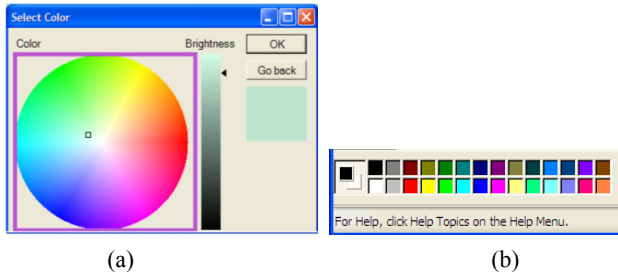 Select Color
Color
Brightness
OK
Go back
For Help, click Help Topics on the Help Menu.
(a)
(b)